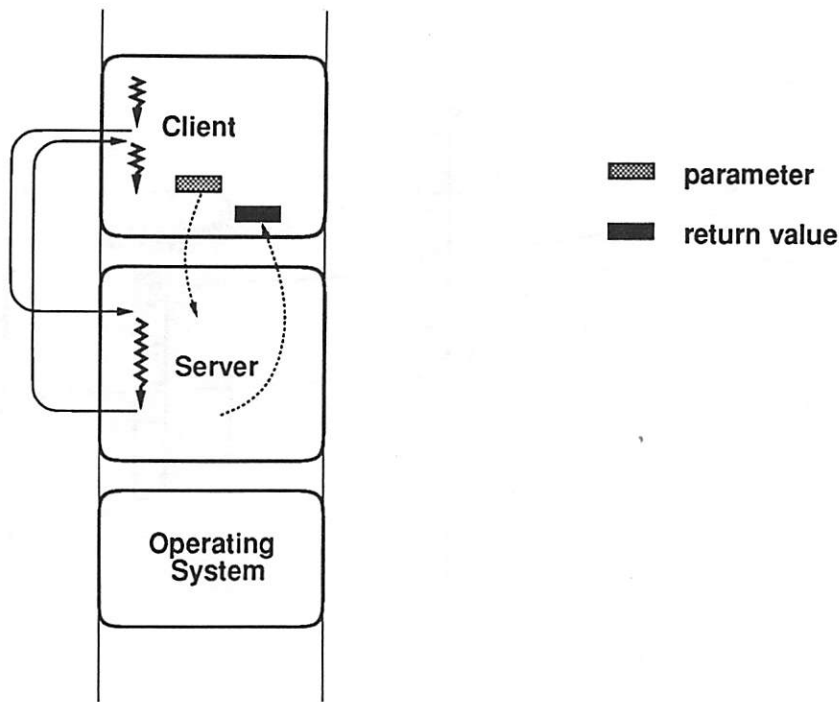 Client
parameter
return value
Server
Operating
System